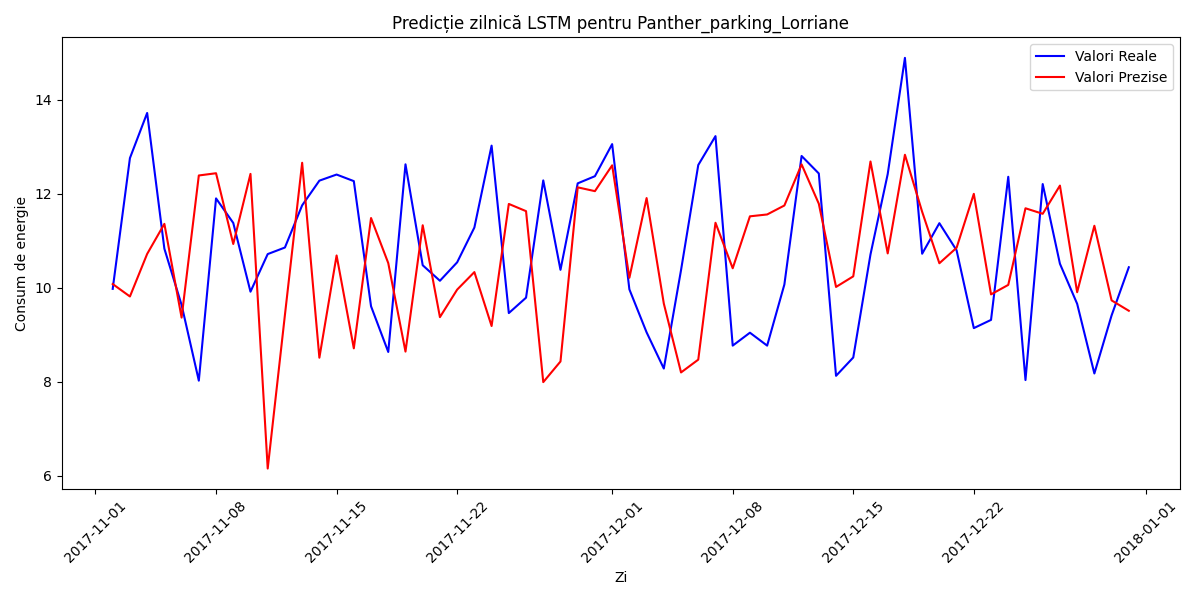 Predicție zilnică LSTM pentru Panther_parking_Lorriane
Valori Reale
Valori Prezise
Consum de energie
14
12
10
8
6
2017-11-01
2017-11-08
2017-11-15
2017-11-22
2017-12-01
2017-12-08
2017-12-15
2017-12-22
2018-01-01
Zi